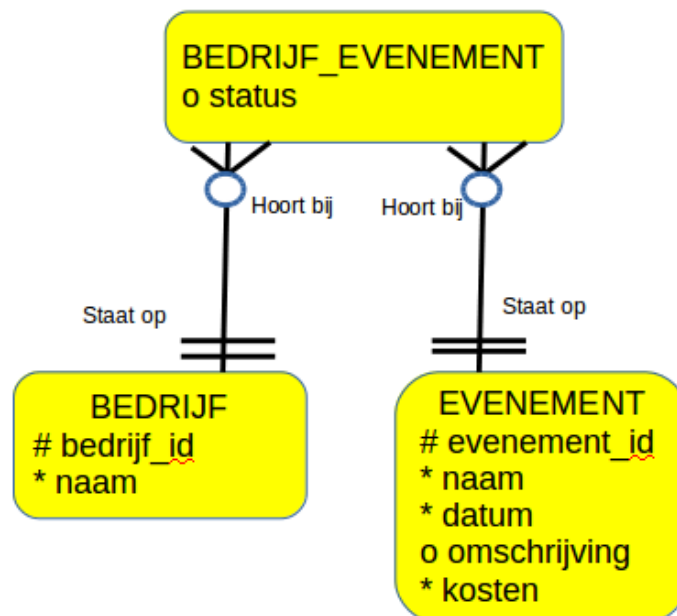 BEDRIJF_EVENEMENT
o status
Hoort bij
Hoort bij
Staat op
Staat op
BEDRIJF
# bedrijf_id
* naam
EVENEMENT
# evenement_id
* naam
* datum
o omschrijving
* kosten